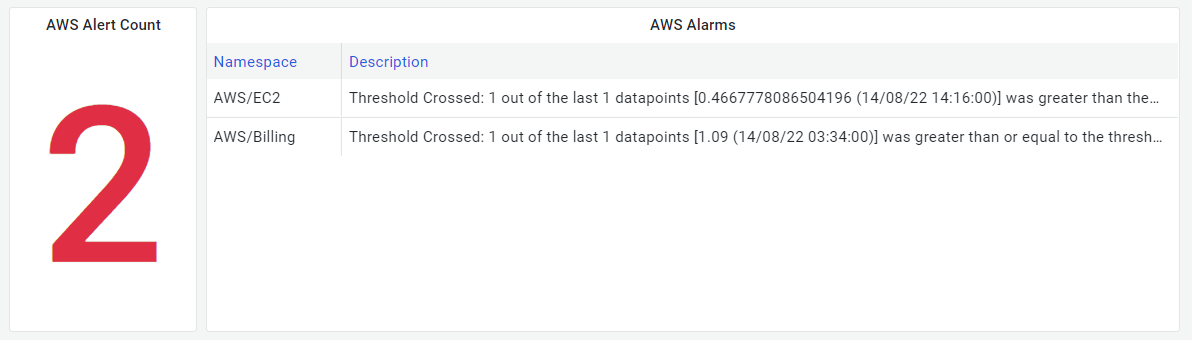 AWS Alert Count
2
AWS Alarms
Namespace Description
AWS/EC2 Threshold Crossed: 1 out of the last 1 datapoints [0.4667778086504196 (14/08/22 14:16:00)] was greater than the…
AWS/Billing Threshold Crossed: 1 out of the last 1 datapoints [1.09 (14/08/22 03:34:00)] was greater than or equal to the thresh…